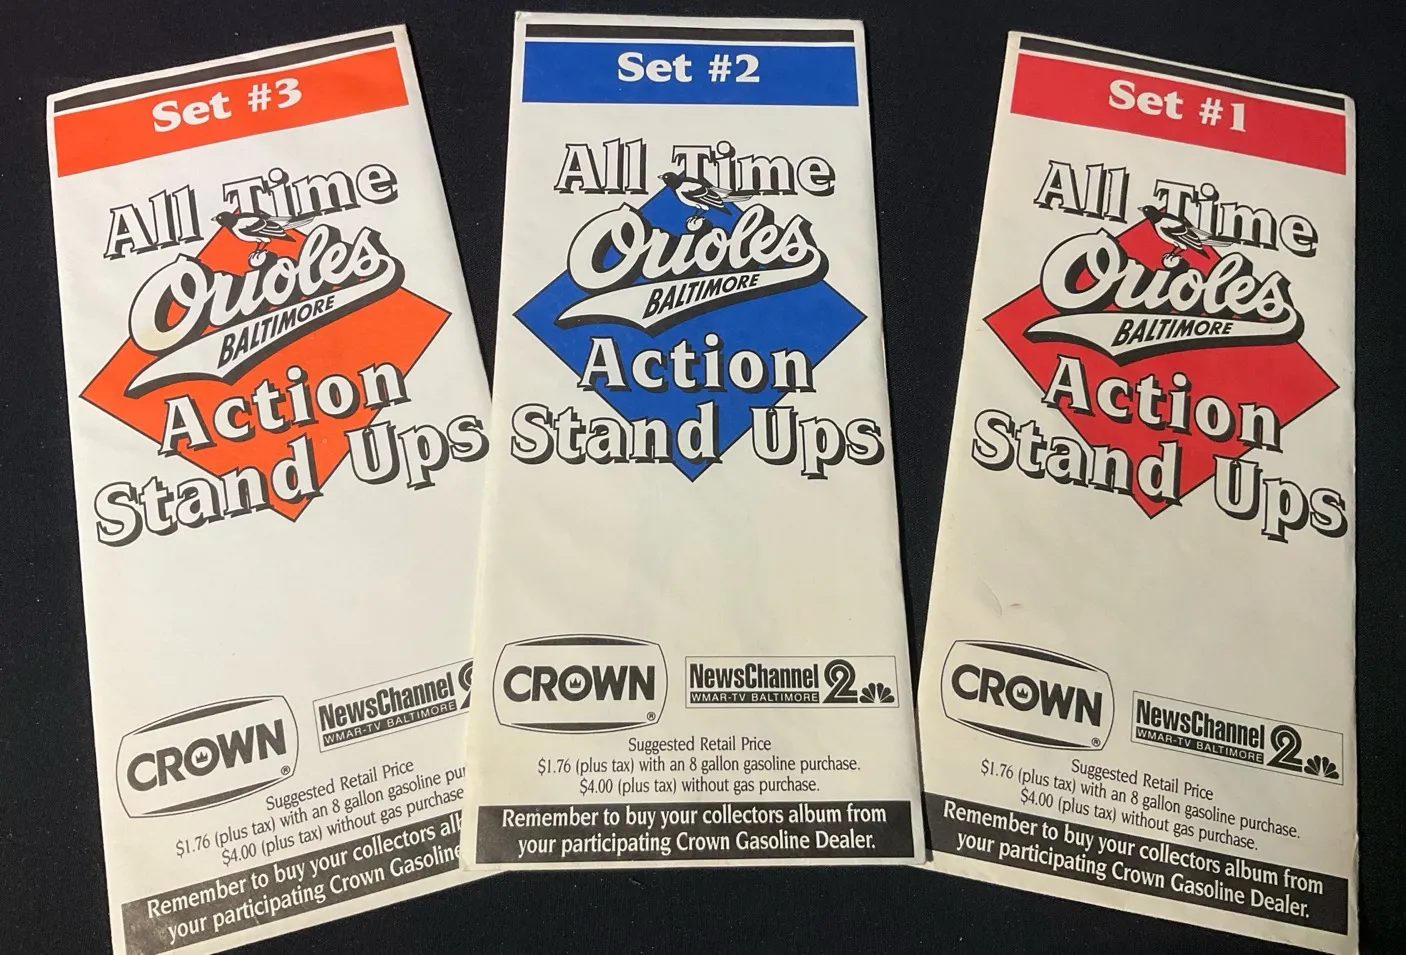 Set #3
All Time
Orioles
BALTIMORE
Action
Stand Ups
CROWN
®
NewsChannel 2
WMAR-TV BALTIMORE
Suggested Retail Price
$1.76 (plus tax) with an 8 gallon gasoline
$4.00 (plus tax) without gas purchase
Remember to buy your collectors
your participating Crown Gasoline
Set #2
All Time
Orioles
BALTIMORE
Action
Stand Ups
CROWN
®
NewsChannel 2
WMAR-TV BALTIMORE
Suggested Retail Price
$1.76 (plus tax) with an 8 gallon gasoline purchase.
$4.00 (plus tax) without gas purchase.
Remember to buy your collectors album from
your participating Crown Gasoline Dealer.
Set #1
All Time
Orioles
BALTIMORE
Action
Stand Ups
CROWN
®
NewsChannel 2
WMAR-TV BALTIMORE
Suggested Retail Price
$1.76 (plus tax) with an 8 gallon gasoline purchase.
$4.00 (plus tax) without gas purchase.
Remember to buy your collectors album from
your participating Crown Gasoline Dealer.